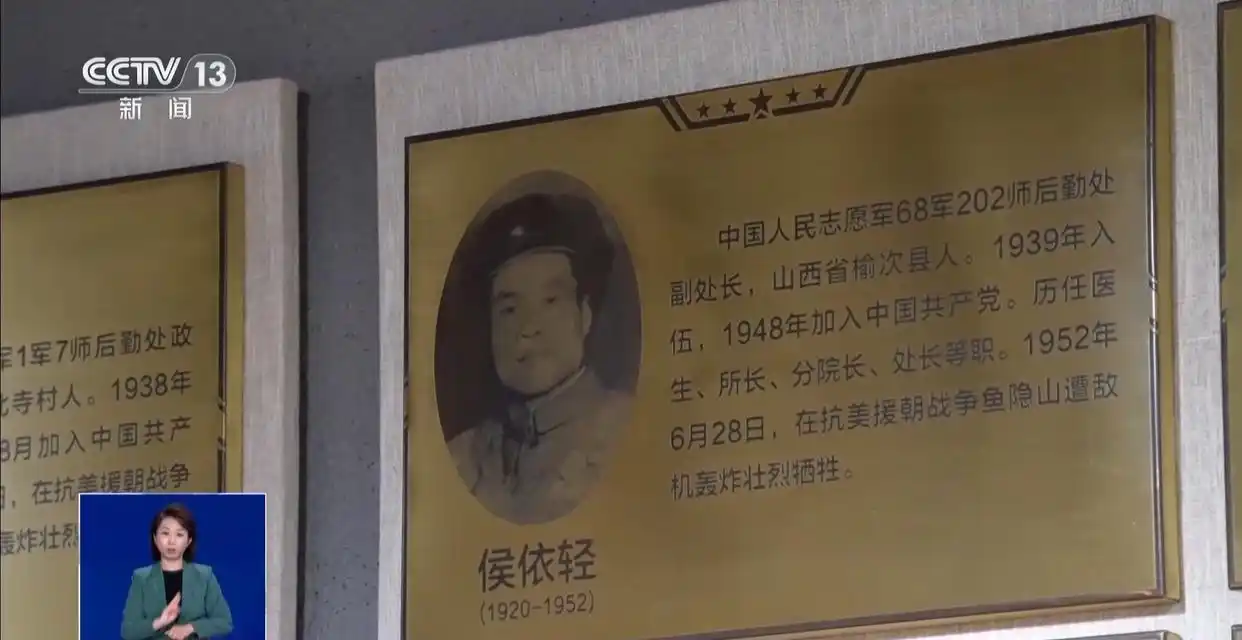 CCTV 13
新闻
军1军7师后勤处政
北寺村人。1938年
8月加入中国共产
，在抗美援朝战争
轰炸壮烈
中国人民志愿军68军202师后勤处
副处长，山西省榆次县人。1939年入
伍，1948年加入中国共产党。历任医
生、所长、分院长、处长等职。1952年
6月28日，在抗美援朝战争鱼隐山遭敌
机轰炸壮烈牺牲。
侯依轻
(1920-1952)